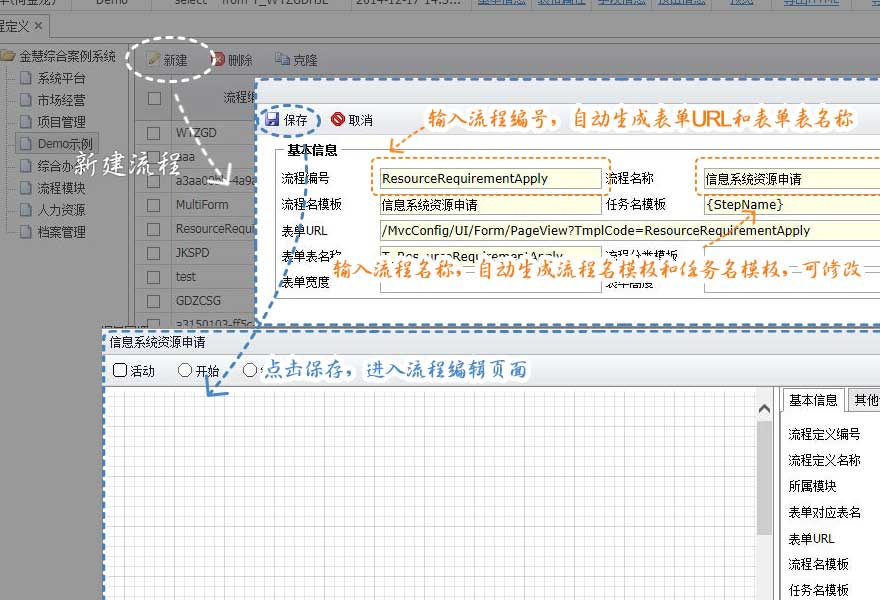 Demo
2014-12-17 14:3...
程定义 ×
金慧综合案例系统
系统平台
市场经营
项目管理
Demo示例
综合办
流程模块
人力资源
档案管理
新建
删除
克隆
流程编
WTZGD
aaa
MultiForm
ResourceRequi
JKSPD
test
GDZCSG
新建流程
保存
取消
输入流程编号，自动生成表单URL和表单表名称
基本信息
流程编号
ResourceRequirementApply
流程名称
信息系统资源申请
流程名模板
信息系统资源申请
任务名模板
{StepName}
表单URL
/MvcConfig/UI/Form/PageView?TmplCode=ResourceRequirementApply
表单表名称
输入流程名称，自动生成流程名模板和任务名模板，可修改
表单宽度
信息系统资源申请
活动
开始
点击保存，进入流程编辑页面
基本信息
其他
流程定义编号
流程定义名称
所属模块
表单对应表名
表单URL
流程名模板
任务名模板